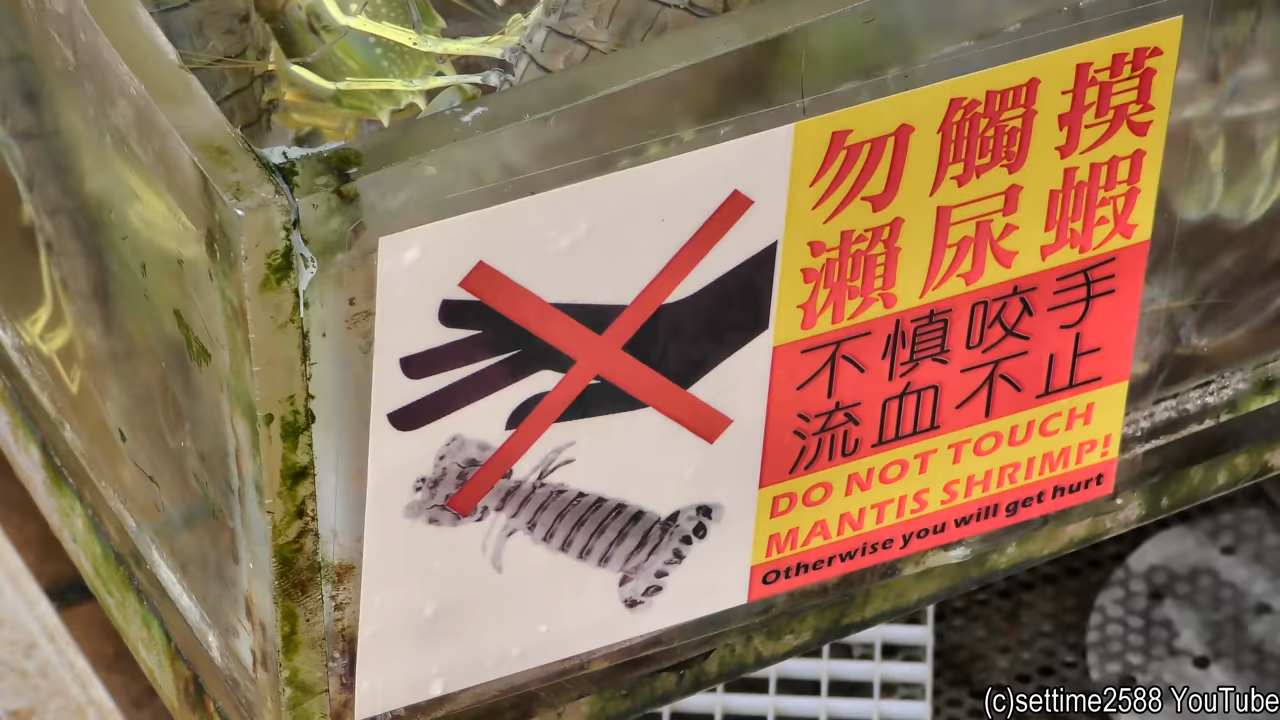 勿觸摸
瀨尿蝦
不慎咬手
流血不止
DO NOT TOUCH
MANTIS SHRIMP!
Otherwise you will get hurt
(c)settime2588 YouTube